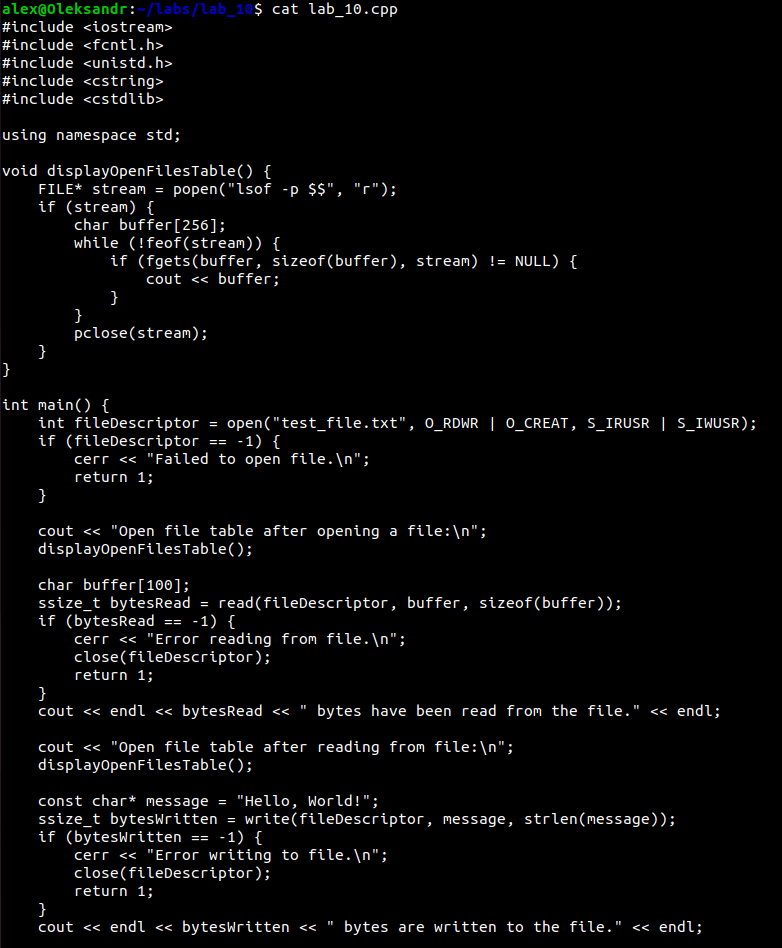 alex@Oleksandr:~/labs/lab_10$ cat lab_10.cpp
#include <iostream>
#include <fcntl.h>
#include <unistd.h>
#include <cstring>
#include <cstdlib>

using namespace std;

void displayOpenFilesTable() {
    FILE* stream = popen("lsof -p $$", "r");
    if (stream) {
        char buffer[256];
        while (!feof(stream)) {
            if (fgets(buffer, sizeof(buffer), stream) != NULL) {
                cout << buffer;
            }
        }
        pclose(stream);
    }
}

int main() {
    int fileDescriptor = open("test_file.txt", O_RDWR | O_CREAT, S_IRUSR | S_IWUSR);
    if (fileDescriptor == -1) {
        cerr << "Failed to open file.\n";
        return 1;
    }

    cout << "Open file table after opening a file:\n";
    displayOpenFilesTable();

    char buffer[100];
    ssize_t bytesRead = read(fileDescriptor, buffer, sizeof(buffer));
    if (bytesRead == -1) {
        cerr << "Error reading from file.\n";
        close(fileDescriptor);
        return 1;
    }
    cout << endl << bytesRead << " bytes have been read from the file." << endl;

    cout << "Open file table after reading from file:\n";
    displayOpenFilesTable();

    const char* message = "Hello, World!";
    ssize_t bytesWritten = write(fileDescriptor, message, strlen(message));
    if (bytesWritten == -1) {
        cerr << "Error writing to file.\n";
        close(fileDescriptor);
        return 1;
    }
    cout << endl << bytesWritten << " bytes are written to the file." << endl;